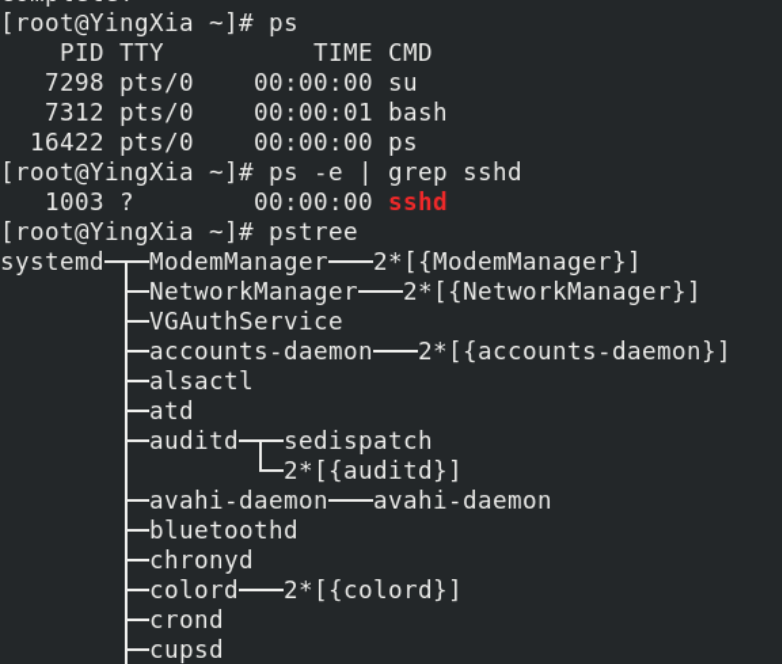 [root@YingXia ~]# ps
    PID TTY          TIME CMD
   7298 pts/0    00:00:00 su
   7312 pts/0    00:00:01 bash
  16422 pts/0    00:00:00 ps
[root@YingXia ~]# ps -e | grep sshd
   1003 ?        00:00:00 sshd
[root@YingXia ~]# pstree
systemd─┬─ModemManager───2*[{ModemManager}]
        ├─NetworkManager───2*[{NetworkManager}]
        ├─VGAuthService
        ├─accounts-daemon───2*[{accounts-daemon}]
        ├─alsactl
        ├─atd
        ├─auditd─┬─sedispatch
        │        └─2*[{auditd}]
        ├─avahi-daemon───avahi-daemon
        ├─bluetoothd
        ├─chronyd
        ├─colord───2*[{colord}]
        ├─crond
        ├─cupsd